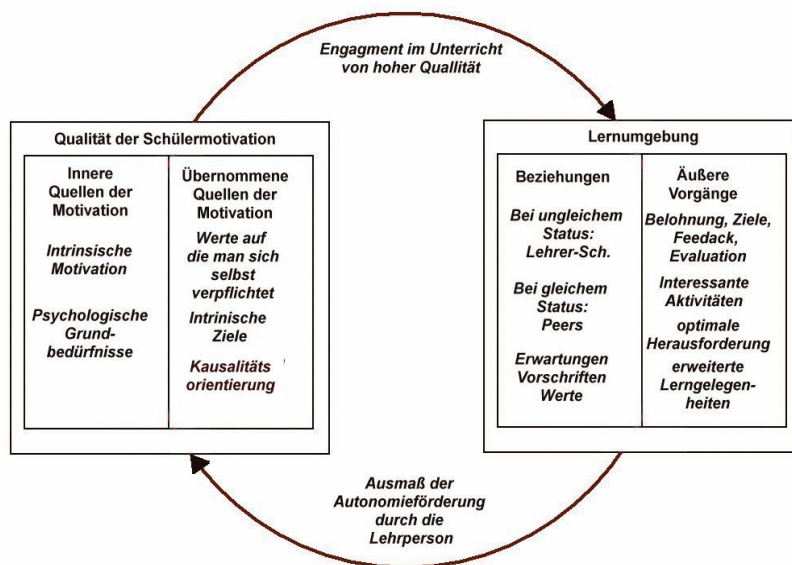 Engagment im Unterricht
von hoher Quallität
Qualität der Schülermotivation
Innere
Quellen der
Motivation
Intrinsische
Motivation
Psychologische
Grund-
bedürfnisse
Übernommene
Quellen der
Motivation
Werte auf
die man sich
selbst
verpflichtet
Intrinische
Ziele
Kausalitäts
orientierung
Lernumgebung
Beziehungen
Bei ungleichem
Status:
Lehrer-Sch.
Bei gleichem
Status:
Peers
Erwartungen
Vorschriften
Werte
Äußere
Vorgänge
Belohnung, Ziele,
Feedack,
Evaluation
Interessante
Aktivitäten
optimale
Herausforderung
erweiterte
Lerngelegen-
heiten
Ausmaß der
Autonomieförderung
durch die
Lehrperson